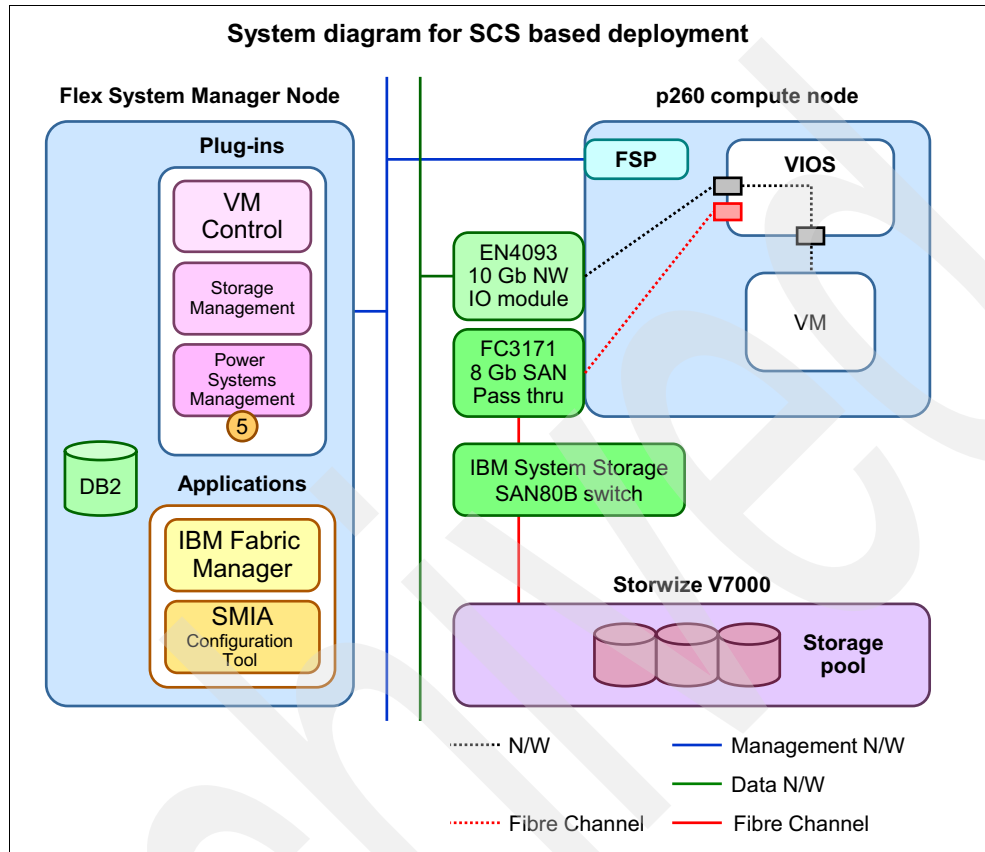 System diagram for SCS based deployment
Flex System Manager Node
Plug-ins
VM
Control
Storage
Management
Power
Systems
Management
5
DB2
Applications
IBM Fabric
Manager
SMIA
Configuration
Tool
p260 compute node
FSP
VIOS
EN4093
10 Gb NW
IO module
VM
FC3171
8 Gb SAN
Pass thru
IBM System Storage
SAN80B switch
Storwize V7000
Storage
pool
N/W
Management N/W
Data N/W
Fibre Channel
Fibre Channel